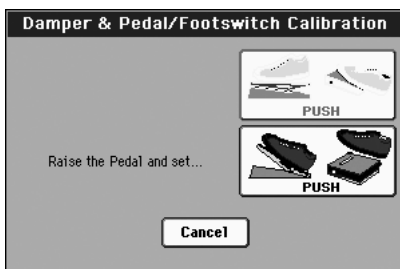 Damper & Pedal/Footswitch Calibration
PUSH
Raise the Pedal and set...
PUSH
Cancel